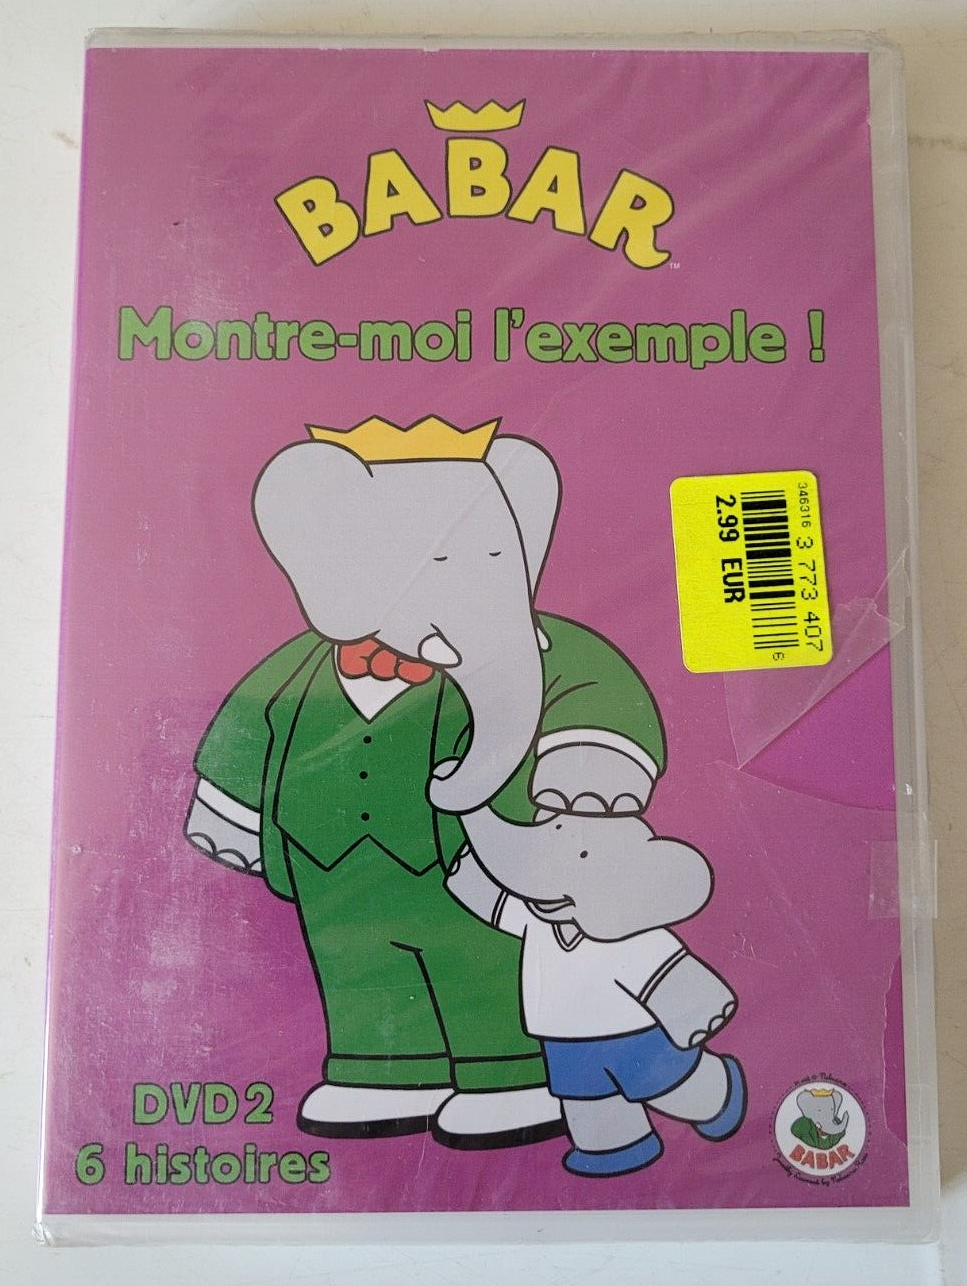 BABAR
TM
Montre-moi l'exemple !
346316 3 773 407
6
2.99 EUR
DVD 2
6 histoires
BABAR